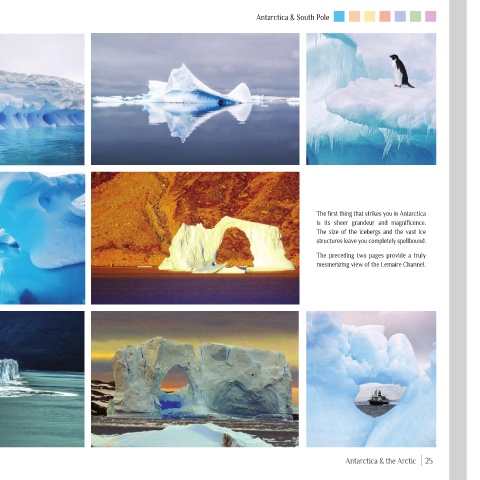 Antarctica & South Pole
The first thing that strikes you in Antarctica
is its sheer grandeur and magnificence.
The size of the icebergs and the vast ice
structures leave you completely spellbound.
The preceding two pages provide a truly
mesmerizing view of the Lemaire Channel.
Antarctica & the Arctic | 25